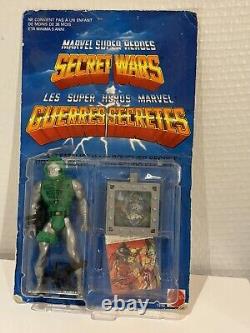 NE CONVIENT PAS A UN ENFANT
DE MOINS DE 36 MOIS
MARVEL SUPER HEROES
SECRET WARS
LES SUPER HEROS MARVEL
GUERRES SECRETES